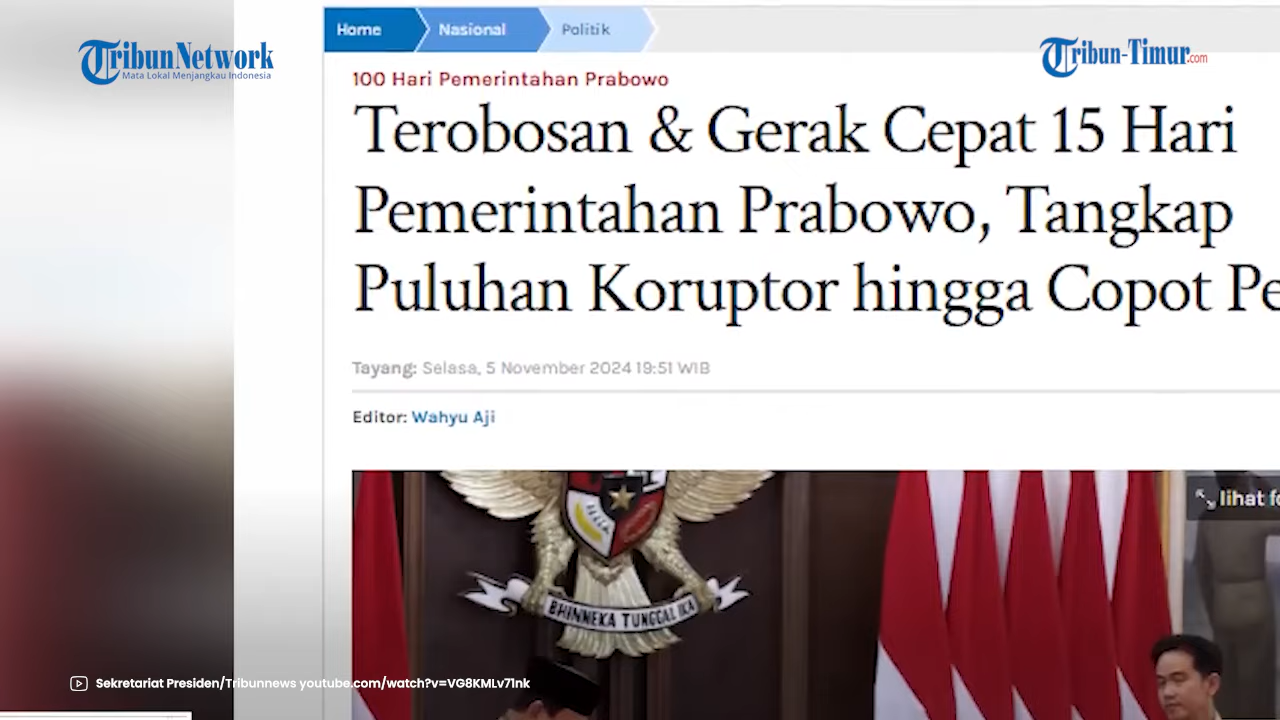 Home
Nasional
Politik
TribunNetwork
Mata Lokal Menjangkau Indonesia
Tribun-Timur.com
100 Hari Pemerintahan Prabowo
Terobosan & Gerak Cepat 15 Hari
Pemerintahan Prabowo, Tangkap
Puluhan Koruptor hingga Copot Pe
Tayang: Selasa, 5 November 2024 19:51 WIB
Editor: Wahyu Aji
lihat fo
BHINNEKA TUNGGAL IKA
Sekretariat Presiden/Tribunnews youtube.com/watch?v=VG8KMLv71nk